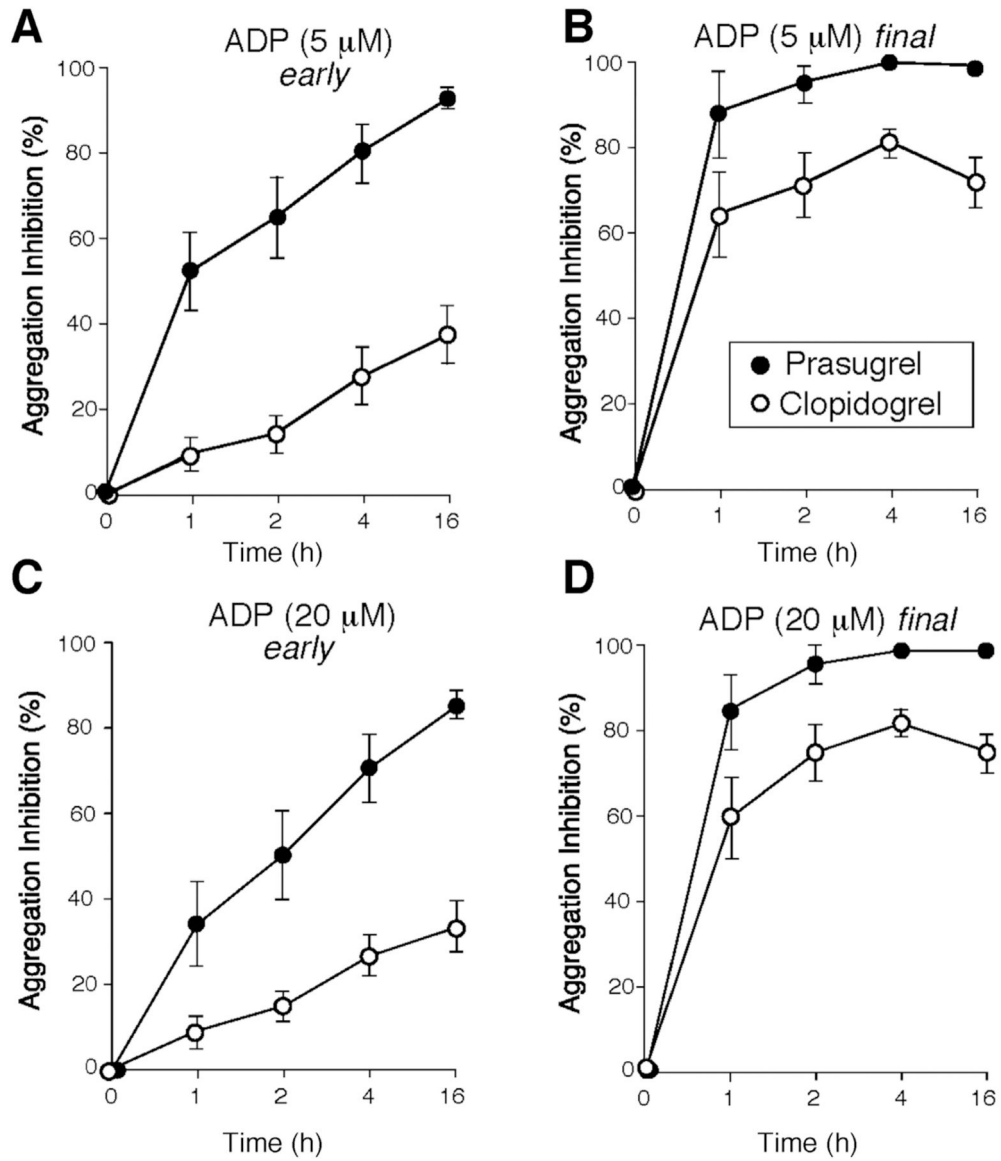 A
ADP (5 μM)
early
Aggregation Inhibition (%)
100
80
60
40
20
0
0 1 2 4 16
Time (h)
B
ADP (5 μM) final
Aggregation Inhibition (%)
100
80
60
40
20
0
Prasugrel
Clopidogrel
0 1 2 4 16
Time (h)
C
ADP (20 μM)
early
Aggregation Inhibition (%)
100
80
60
40
20
0
0 1 2 4 16
Time (h)
D
ADP (20 μM) final
Aggregation Inhibition (%)
100
80
60
40
20
0
0 1 2 4 16
Time (h)